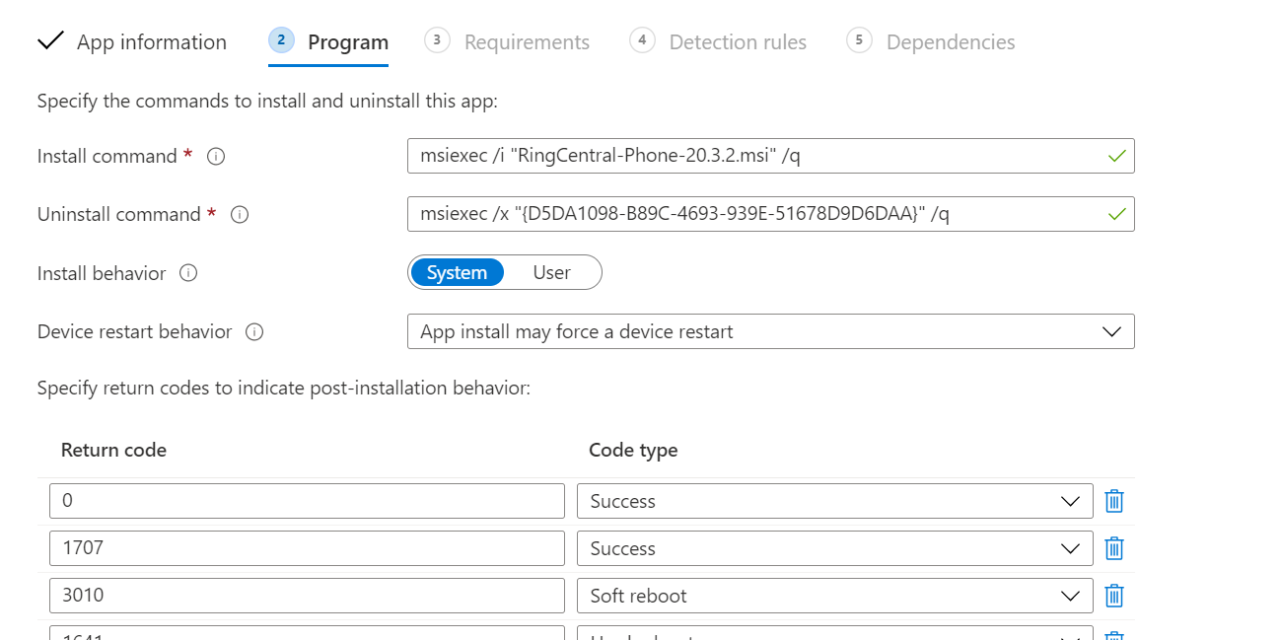 App information 2 Program 3 Requirements 4 Detection rules 5 Dependencies
Specify the commands to install and uninstall this app:
Install command * i msiexec /i "RingCentral-Phone-20.3.2.msi" /q
Uninstall command * i msiexec /x "{D5DA1098-B89C-4693-939E-51678D9D6DAA}" /q
Install behavior i System User
Device restart behavior i App install may force a device restart
Specify return codes to indicate post-installation behavior:
Return code Code type
0 Success
1707 Success
3010 Soft reboot
1641